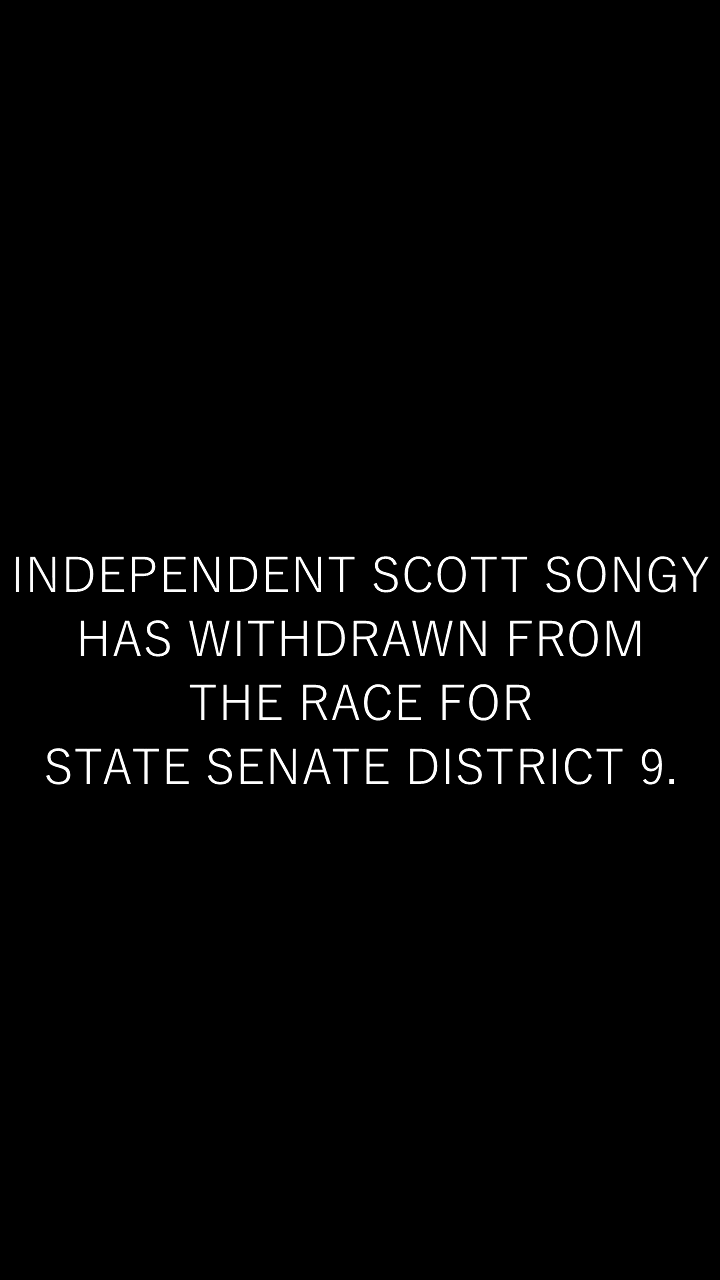 INDEPENDENT SCOTT SONGY
HAS WITHDRAWN FROM
THE RACE FOR
STATE SENATE DISTRICT 9.